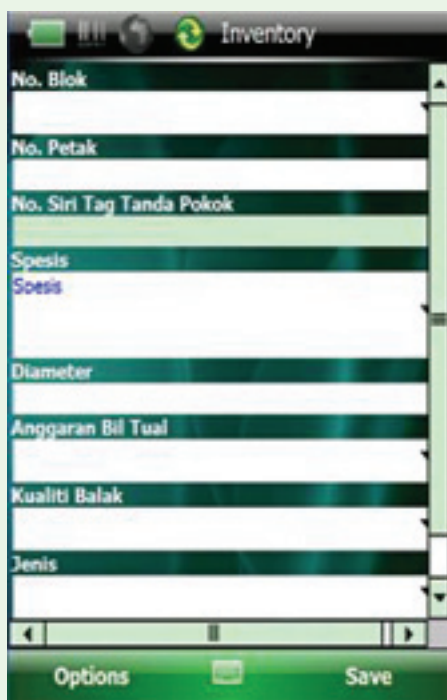 Inventory
No. Blok
No. Petak
No. Siri Tag Tanda Pokok
Spesis
Soesis
Diameter
Anggaran Bil Tual
Kualiti Balak
Jenis
Options Save